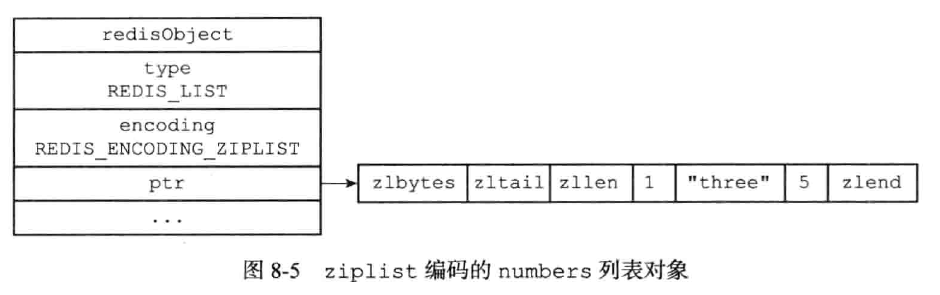 redisObject
type
REDIS_LIST
encoding
REDIS_ENCODING_ZIPLIST
ptr
zlbytes zltail zllen 1 "three" 5 zlend
...
图 8-5 ziplist 编码的 numbers 列表对象